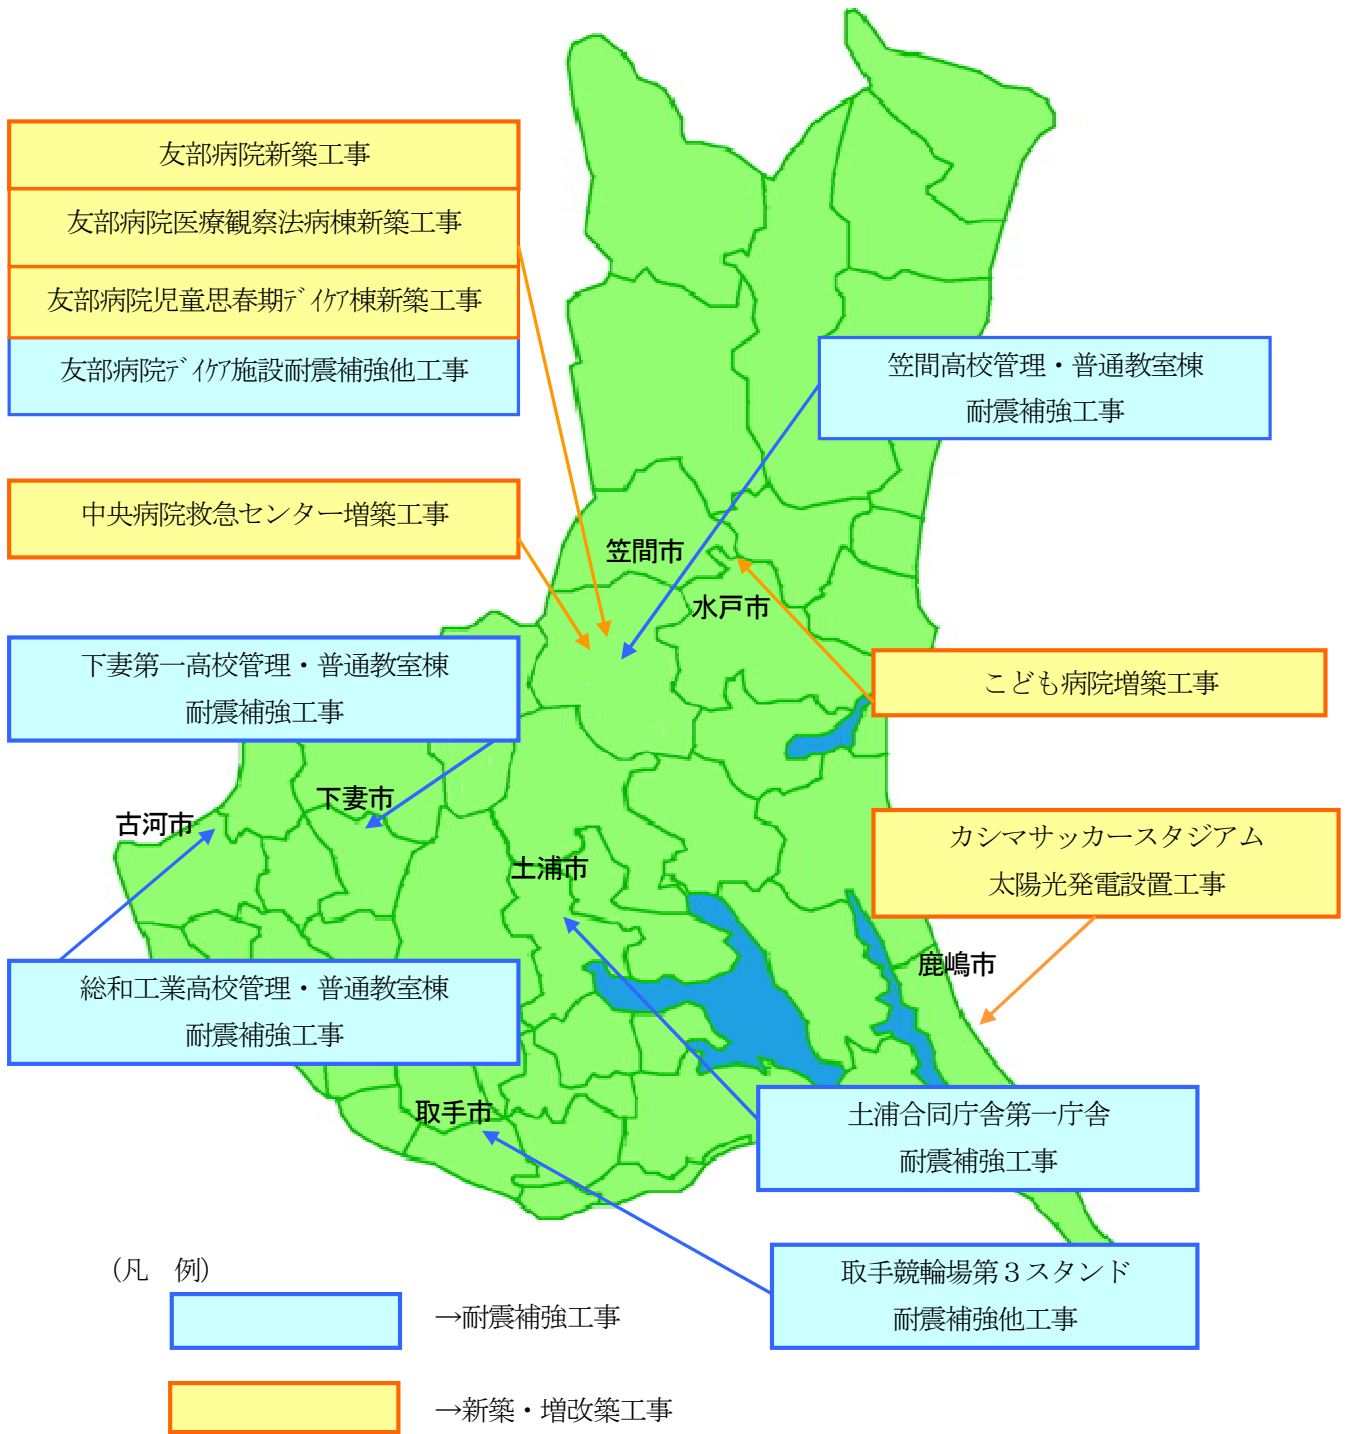 友部病院新築工事
友部病院医療観察法病棟新築工事
友部病院児童思春期ﾃﾞｲｹｱ棟新築工事
友部病院ﾃﾞｲｹｱ施設耐震補強他工事
笠間高校管理・普通教室棟
耐震補強工事
中央病院救急センター増築工事
笠間市
水戸市
下妻第一高校管理・普通教室棟
耐震補強工事
こども病院増築工事
下妻市
古河市
カシマサッカースタジアム
太陽光発電設置工事
土浦市
鹿嶋市
総和工業高校管理・普通教室棟
耐震補強工事
取手市
土浦合同庁舎第一庁舎
耐震補強工事
取手競輪場第３スタンド
耐震補強他工事
(凡　例)
→耐震補強工事
→新築・増改築工事